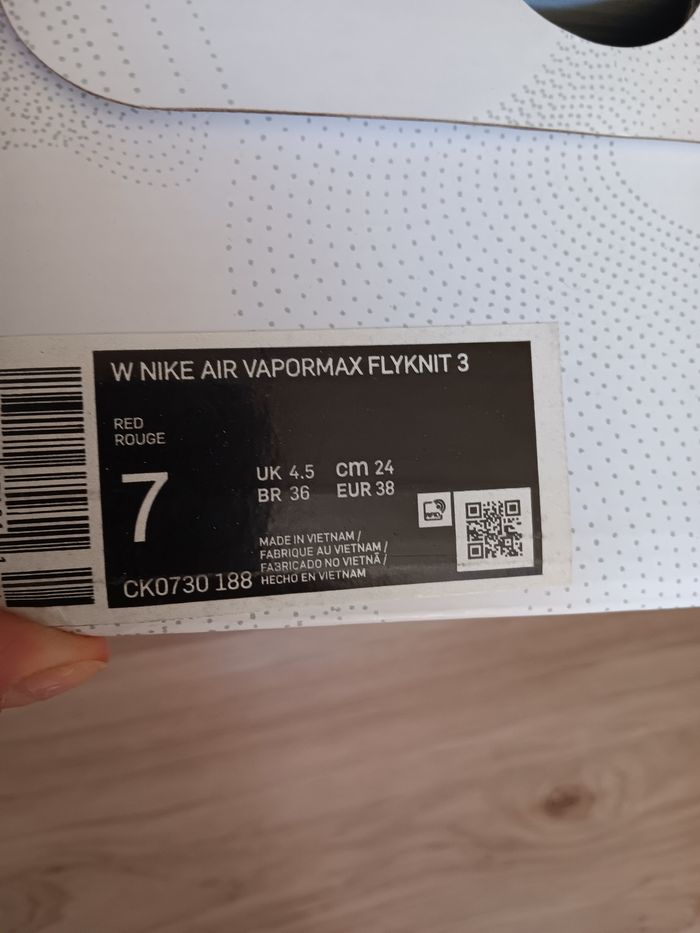 W NIKE AIR VAPORMAX FLYKNIT 3
RED
ROUGE
7
UK 4.5 cm 24
BR 36 EUR 38
MADE IN VIETNAM /
FABRIQUE AU VIETNAM /
FABRICADO NO VIETNÃ /
HECHO EN VIETNAM
CK0730 188